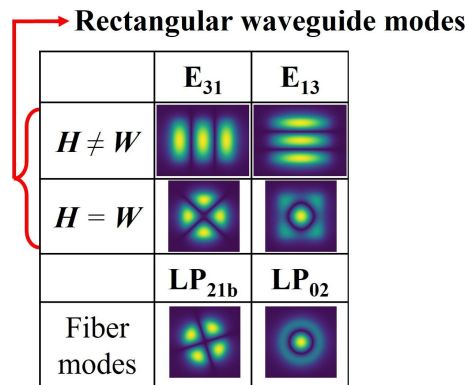 Rectangular waveguide modes
E₃₁ E₁₃
H ≠ W
H = W
LP₂₁b LP₀₂
Fiber
modes